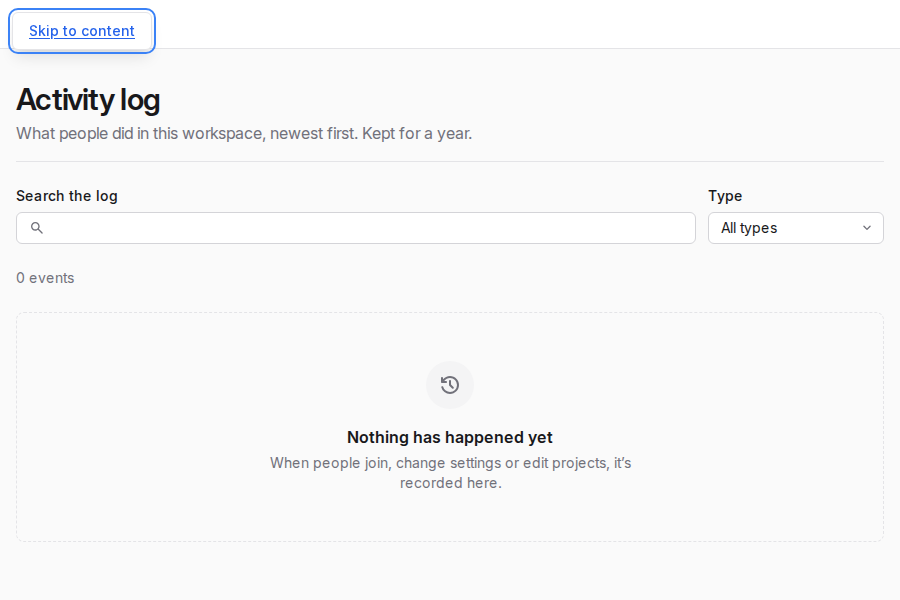 Skip to content
Activity log
What people did in this workspace, newest first. Kept for a year.
Search the log
Type
All types
0 events
Nothing has happened yet
When people join, change settings or edit projects, it’s
recorded here.